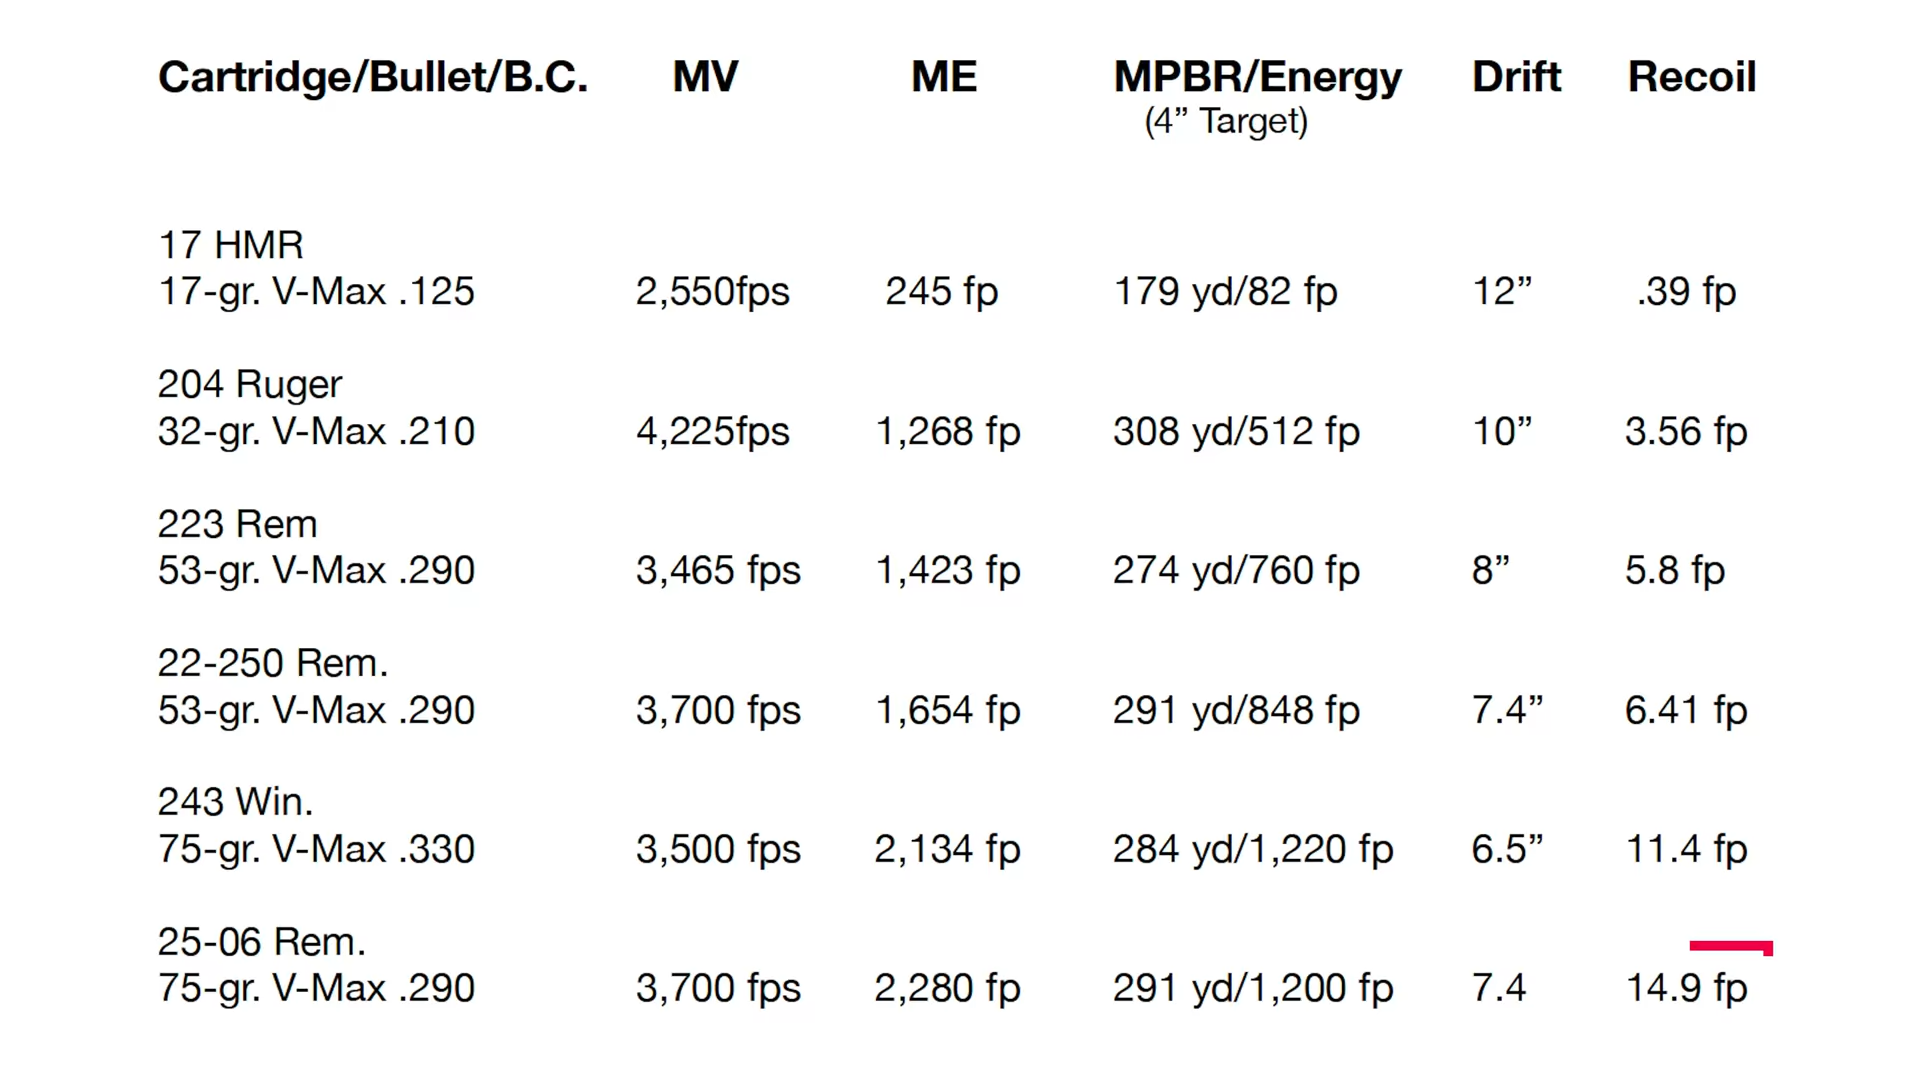 Cartridge/Bullet/B.C. MV ME MPBR/Energy Drift Recoil
(4” Target)
17 HMR
17-gr. V-Max .125 2,550fps 245 fp 179 yd/82 fp 12” .39 fp
204 Ruger
32-gr. V-Max .210 4,225fps 1,268 fp 308 yd/512 fp 10” 3.56 fp
223 Rem
53-gr. V-Max .290 3,465 fps 1,423 fp 274 yd/760 fp 8” 5.8 fp
22-250 Rem.
53-gr. V-Max .290 3,700 fps 1,654 fp 291 yd/848 fp 7.4” 6.41 fp
243 Win.
75-gr. V-Max .330 3,500 fps 2,134 fp 284 yd/1,220 fp 6.5” 11.4 fp
25-06 Rem.
75-gr. V-Max .290 3,700 fps 2,280 fp 291 yd/1,200 fp 7.4 14.9 fp